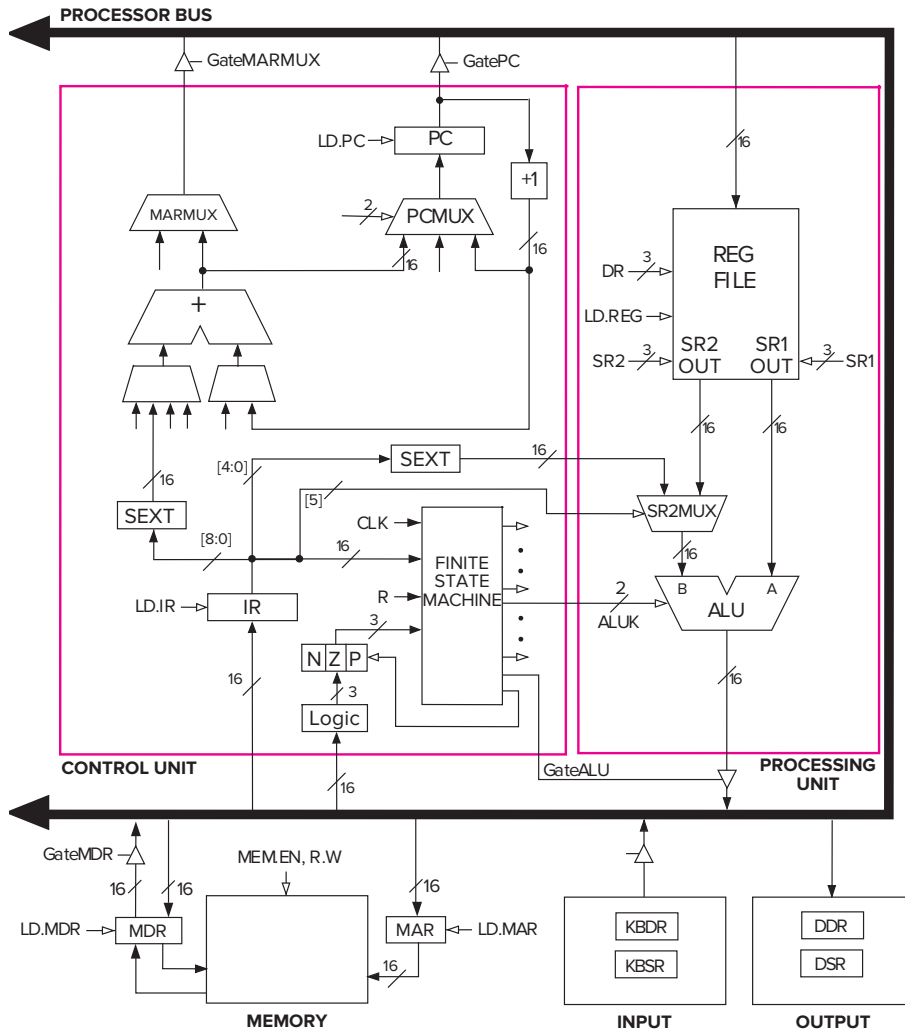 PROCESSOR BUS
GateMARMUX
GatePC
LD.PC
PC
+1
16
2
MARMUX
PCMUX
16
16
REG
FILE
DR
3
LD.REG
SR2
3
SR2
OUT
SR1
OUT
3
SR1
+
16
16
[4:0]
SEXT
16
16
[5]
SEXT
SR2MUX
[8:0]
CLK
16
FINITE
STATE
MACHINE
16
B
A
ALU
LD.IR
IR
R
2
ALUK
3
N Z P
3
16
Logic
16
16
CONTROL UNIT
GateALU
PROCESSING
UNIT
GateMDR
MEM.EN, R.W
16
16
16
LD.MDR
MDR
MAR
LD.MAR
16
KBDR
KBSR
DDR
DSR
MEMORY
INPUT
OUTPUT